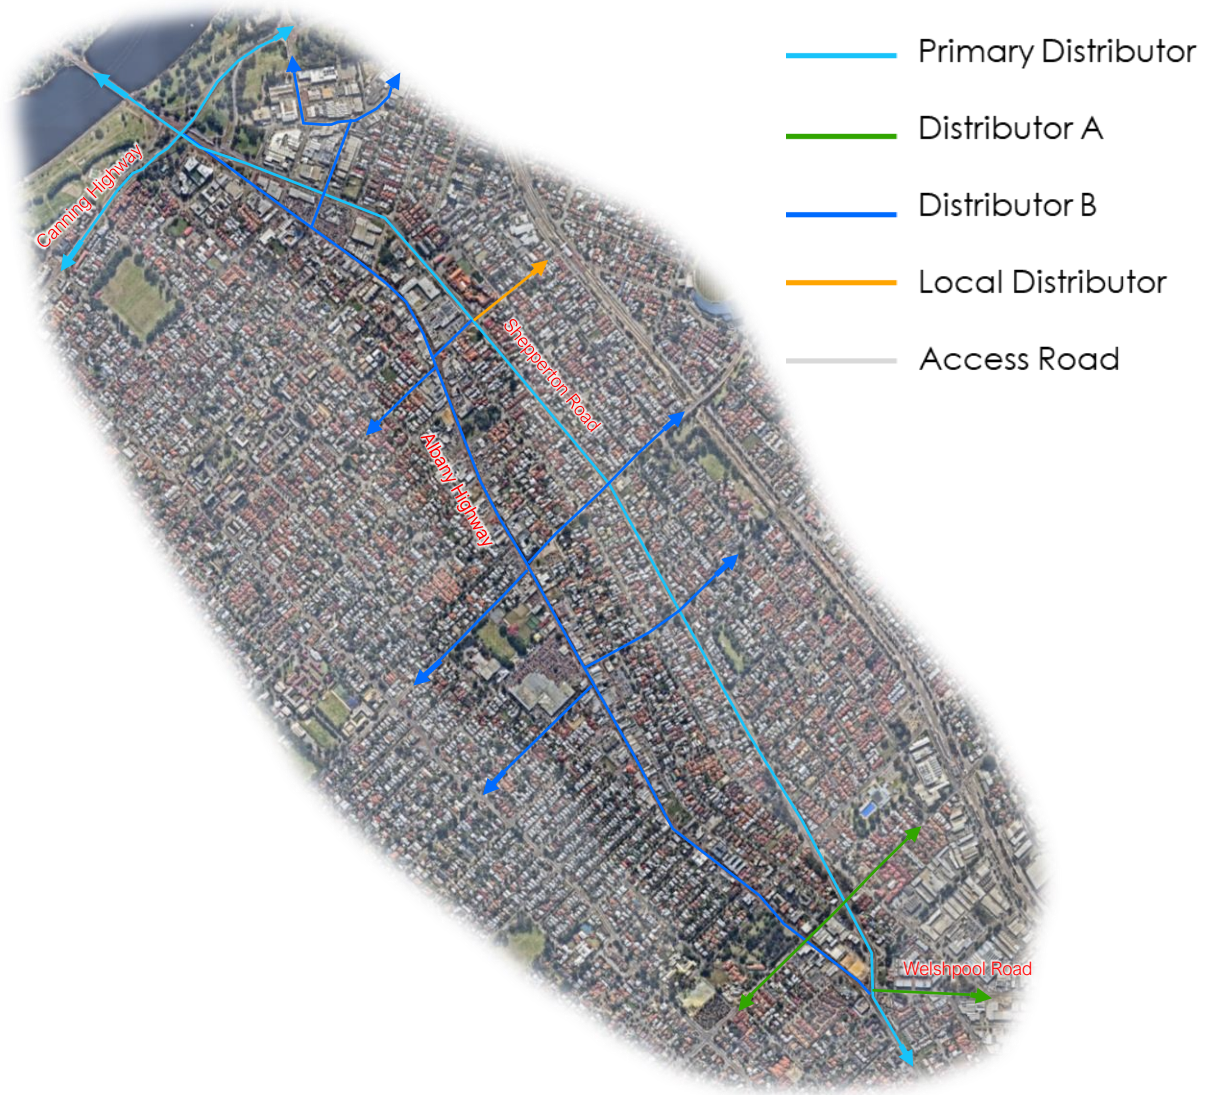 Primary Distributor
Distributor A
Distributor B
Local Distributor
Access Road
Canning Highway
Shepperton Road
Albany Highway
Welshpool Road